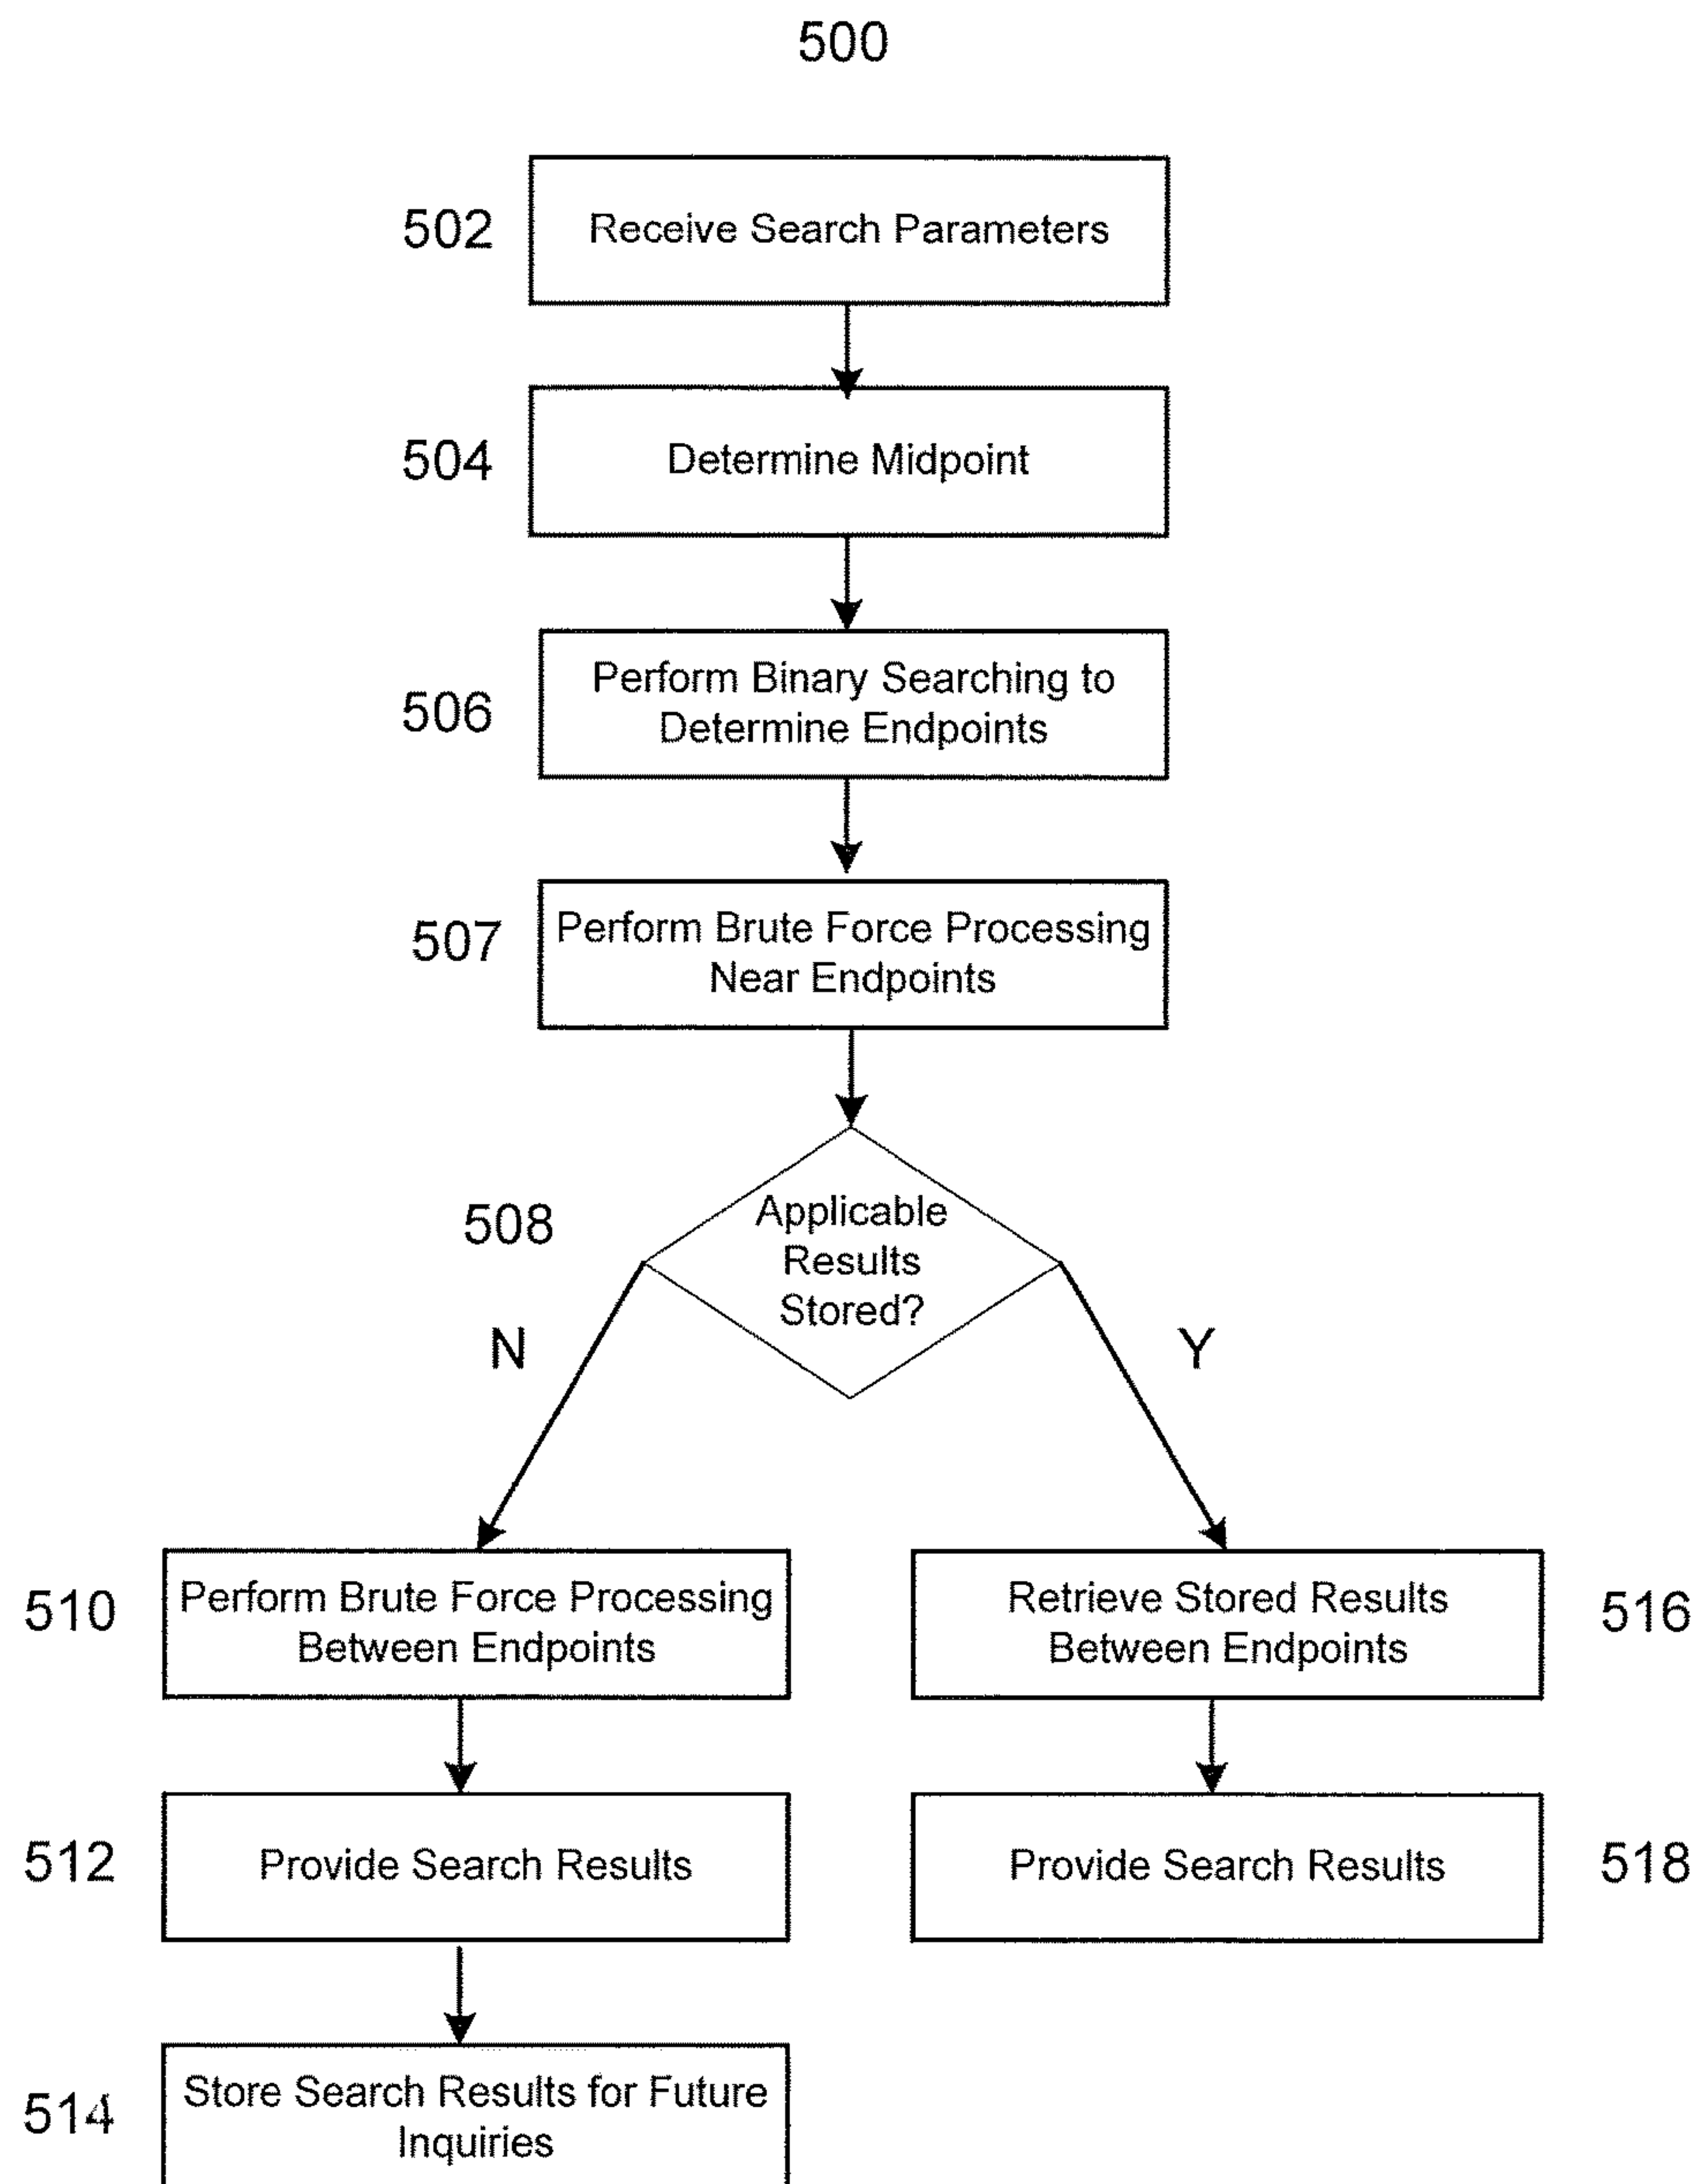 500
502
Receive Search Parameters
504
Determine Midpoint
506
Perform Binary Searching to
Determine Endpoints
507
Perform Brute Force Processing
Near Endpoints
508
Applicable
Results
Stored?
N
Y
510
Perform Brute Force Processing
Between Endpoints
Retrieve Stored Results
Between Endpoints
516
512
Provide Search Results
Provide Search Results
518
514
Store Search Results for Future
Inquiries